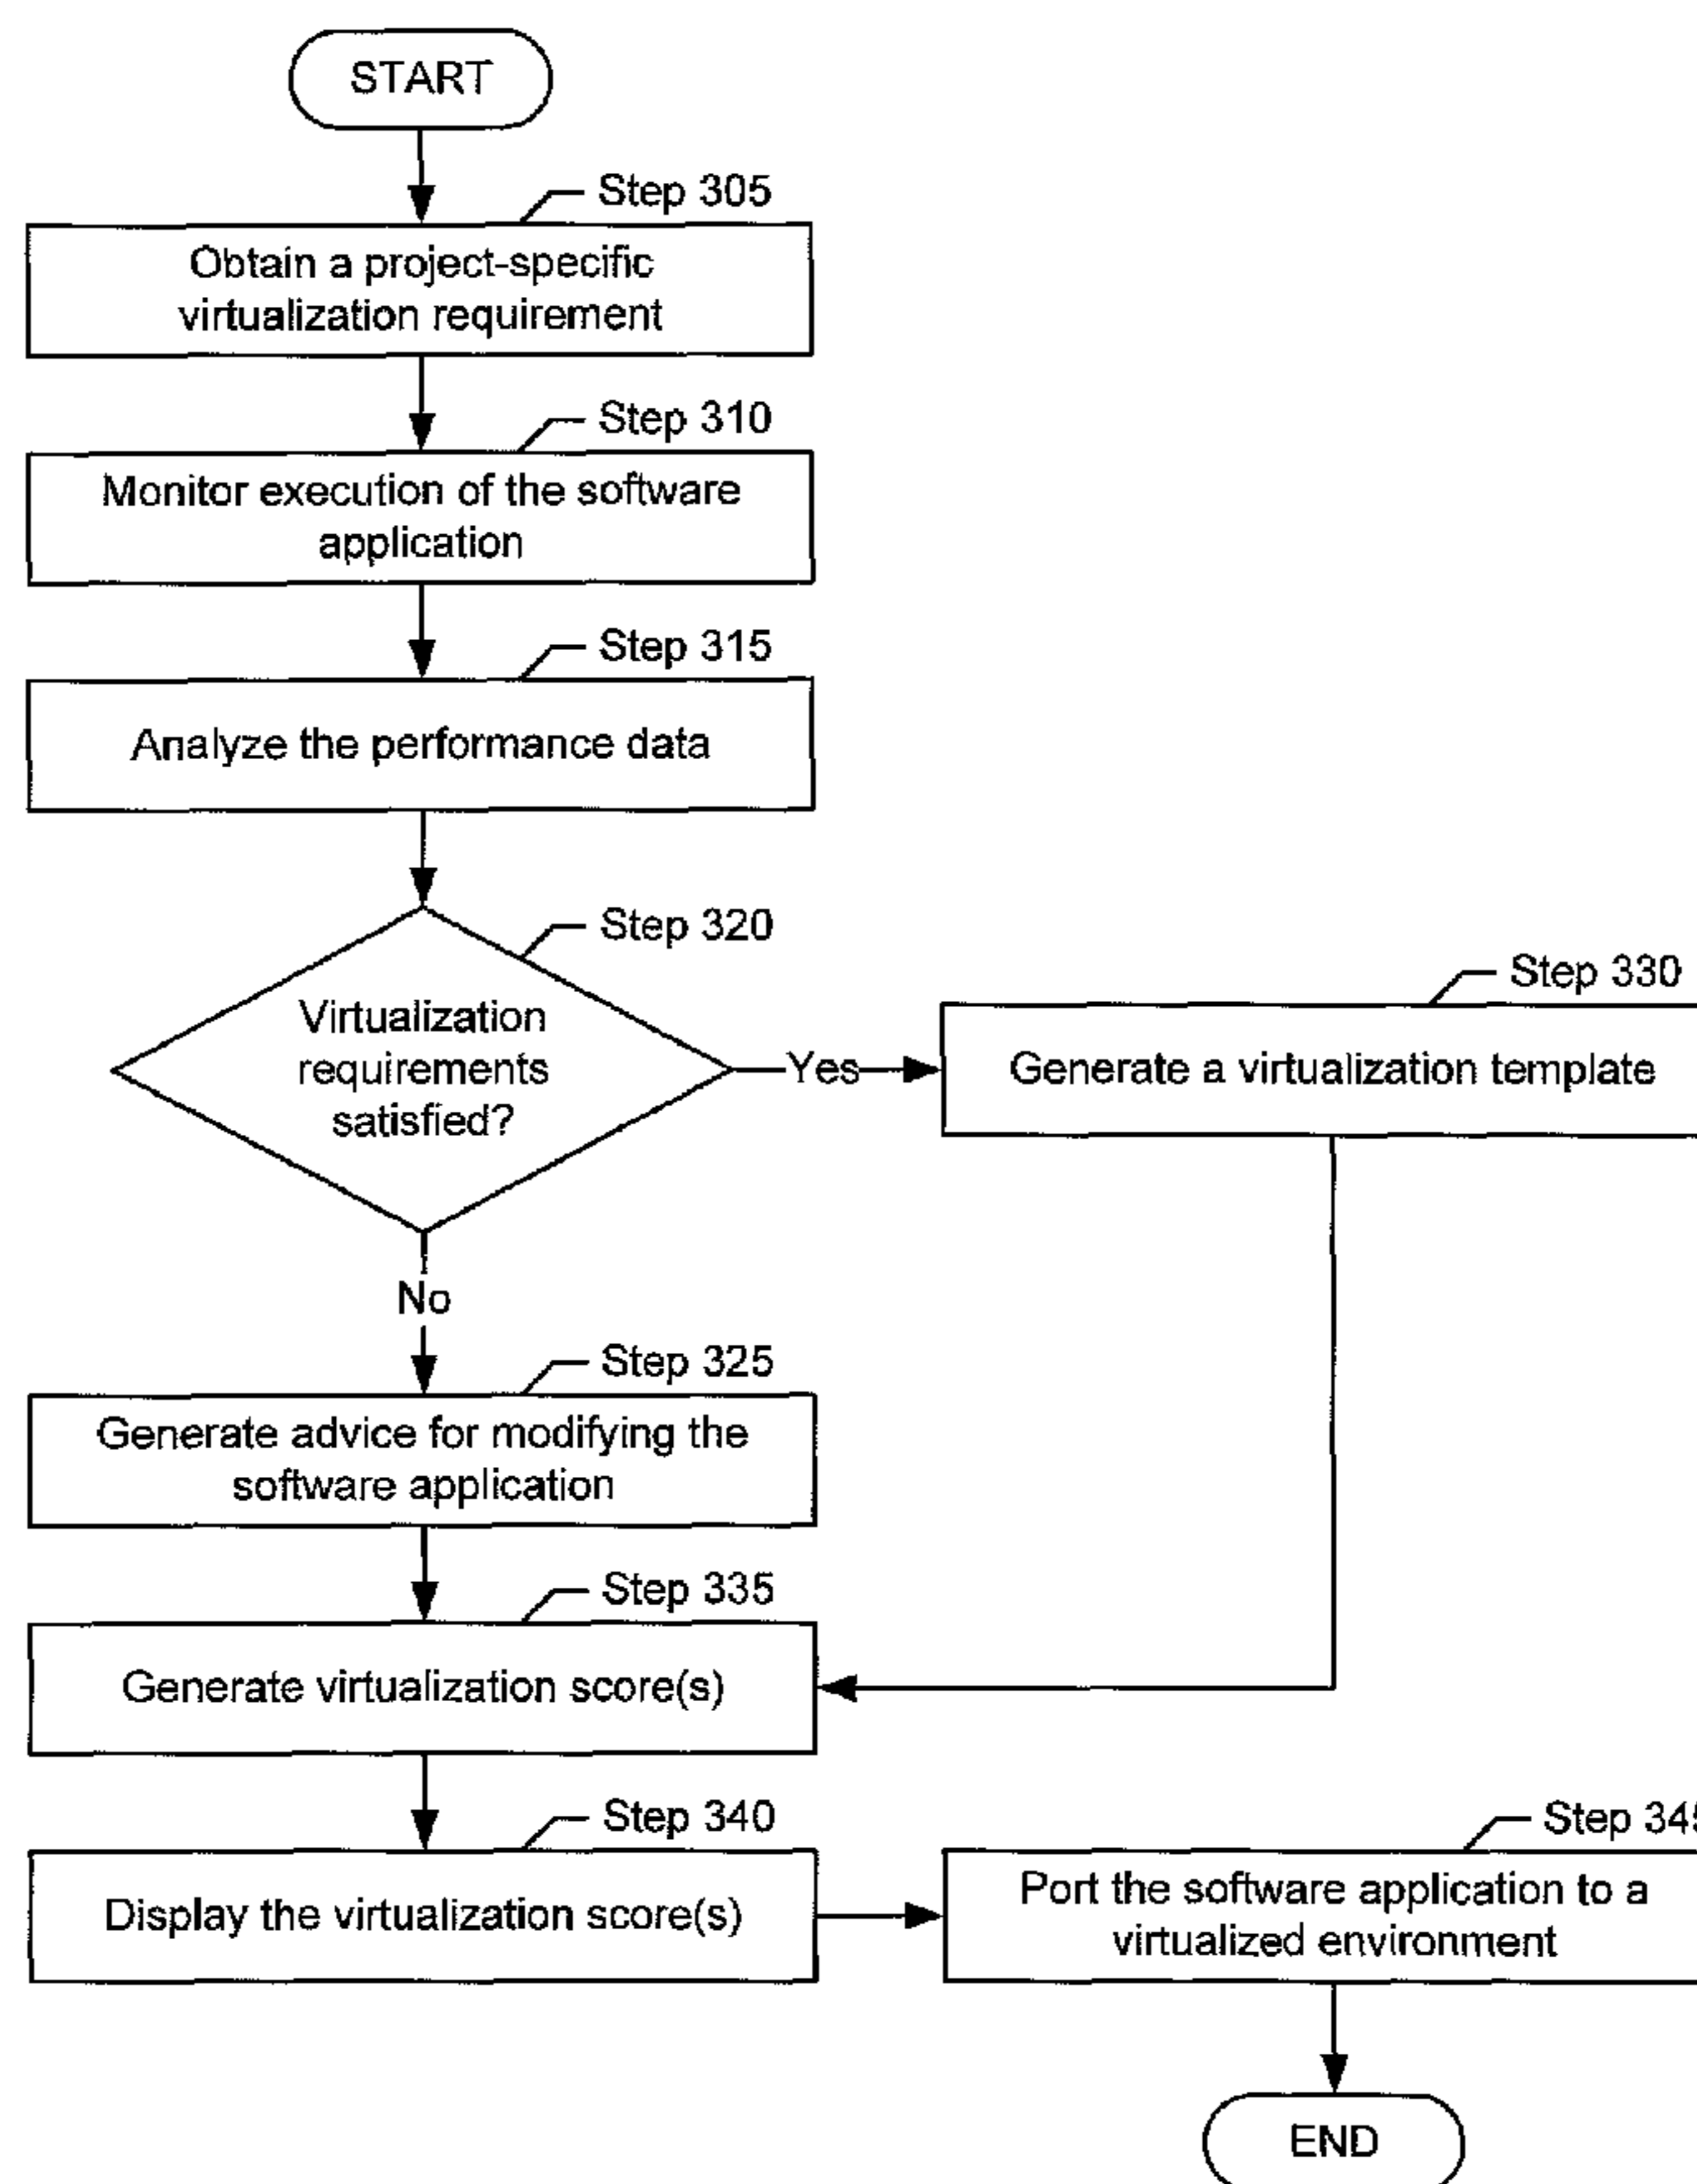 START
Step 305
Obtain a project-specific
virtualization requirement
Step 310
Monitor execution of the software
application
Step 315
Analyze the performance data
Step 320
Virtualization
requirements
satisfied?
Yes
Step 330
Generate a virtualization template
No
Step 325
Generate advice for modifying the
software application
Step 335
Generate virtualization score(s)
Step 340
Display the virtualization score(s)
Step 345
Port the software application to a
virtualized environment
END